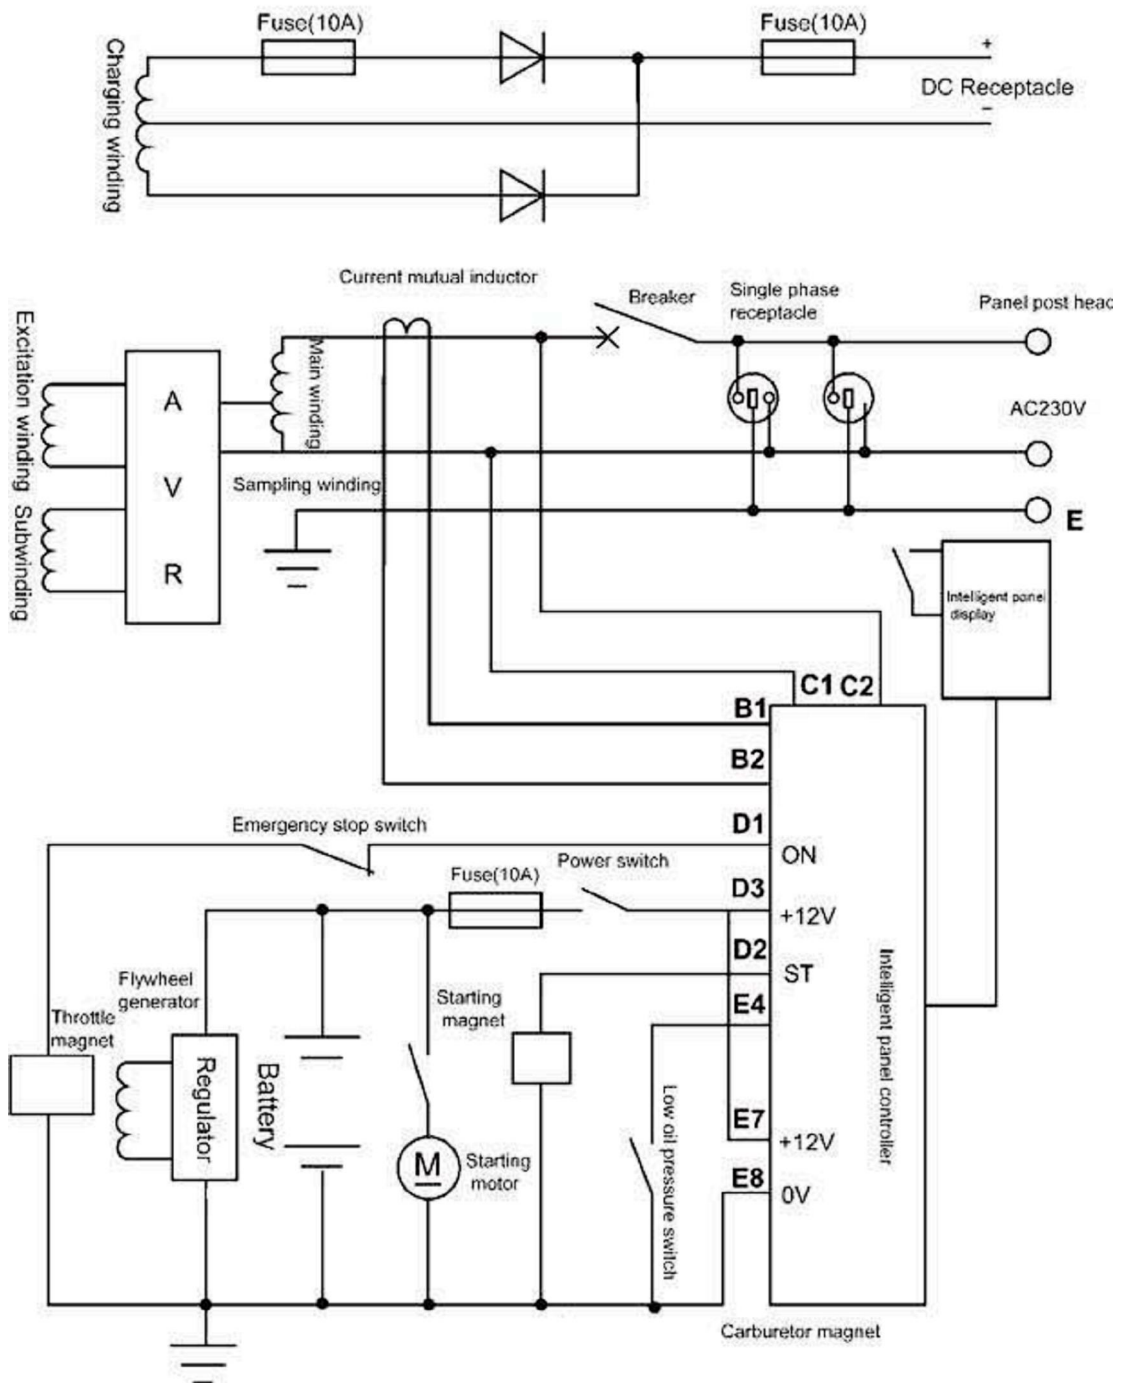 Fuse(10A)
Fuse(10A)
+
DC Receptacle
−
Charging winding
Current mutual inductor
Breaker
Single phase
receptacle
Panel post head
Excitation winding
Main winding
A
V
R
AC230V
Sampling winding
Subwinding
E
Intelligent panel
display
C1
C2
B1
B2
Emergency stop switch
D1
ON
Power switch
Fuse(10A)
D3
+12V
D2
ST
Flywheel
generator
Starting
magnet
E4
Throttle
magnet
Regulator
Battery
Low oil pressure switch
Intelligent panel controller
E7
+12V
M
Starting
motor
E8
0V
Carburetor magnet